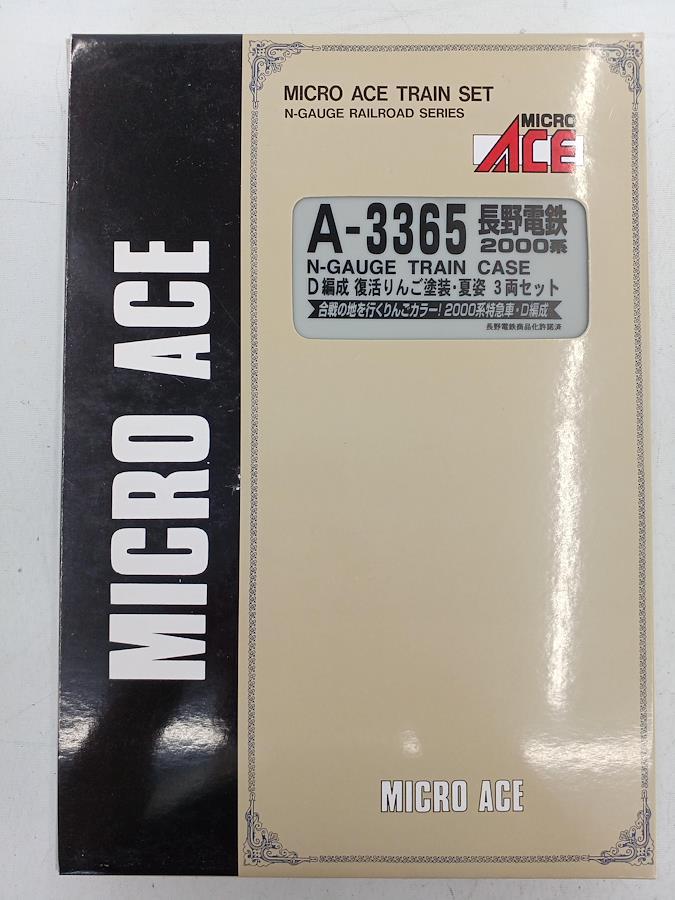 MICRO ACE
MICRO ACE TRAIN SET
N-GAUGE RAILROAD SERIES
MICRO
ACE
A-3365 長野電鉄
2000系
N-GAUGE TRAIN CASE
D編成 復活りんご塗装・夏姿 3両セット
合戦の地を行くりんごカラー!2000系特急車・D編成
長野電鉄商品化許諾済
MICRO ACE